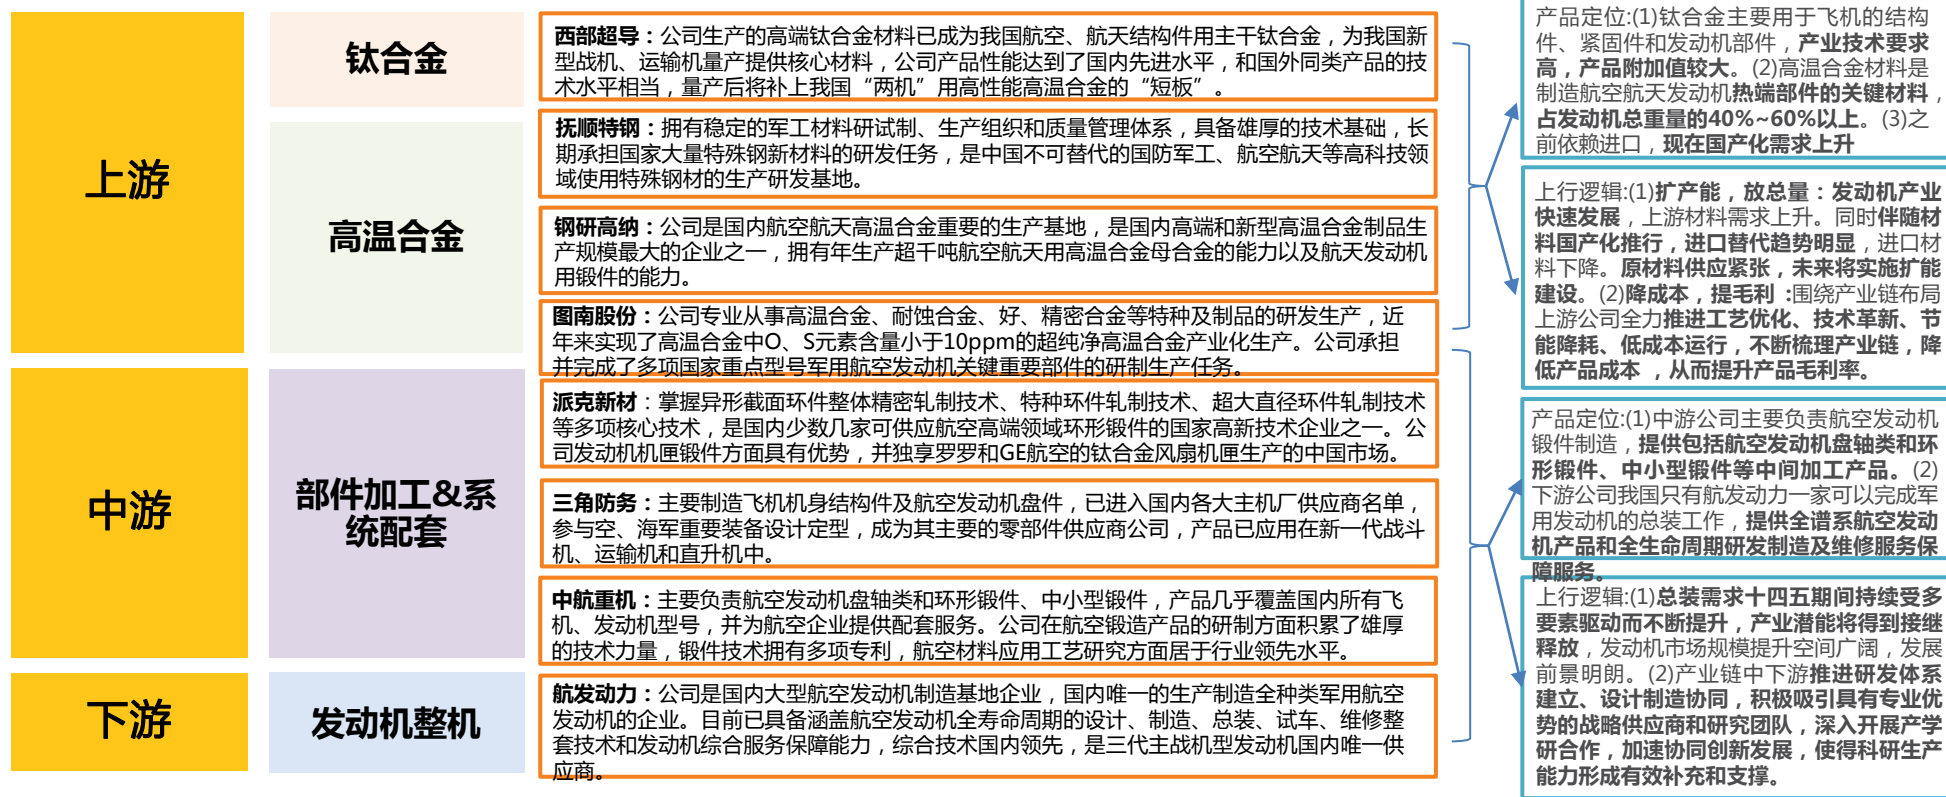 上游
钛合金
西部超导：公司生产的高端钛合金材料已成为我国航空、航天结构件用主干钛合金，为我国新
型战机、运输机量产提供核心材料，公司产品性能达到了国内先进水平，和国外同类产品的技
术水平相当，量产后将补上我国“两机”用高性能高温合金的“短板”。
高温合金
抚顺特钢：拥有稳定的军工材料研试制、生产组织和质量管理体系，具备雄厚的技术基础，长
期承担国家大量特殊钢新材料的研发任务，是中国不可替代的国防军工、航空航天等高科技领
域使用特殊钢材的生产研发基地。
钢研高纳：公司是国内航空航天高温合金重要的生产基地，是国内高端和新型高温合金制品生
产规模最大的企业之一，拥有年生产超千吨航空航天用高温合金母合金的能力以及航天发动机
用锻件的能力。
图南股份：公司专业从事高温合金、耐蚀合金、好、精密合金等特种及制品的研发生产，近
年来实现了高温合金中O、S元素含量小于10ppm的超纯净高温合金产业化生产。公司承担
并完成了多项国家重点型号军用航空发动机关键重要部件的研制生产任务。
中游
部件加工&系
统配套
派克新材：掌握异形截面环件整体精密轧制技术、特种环件轧制技术、超大直径环件轧制技术
等多项核心技术，是国内少数几家可供应航空高端领域环形锻件的国家高新技术企业之一。公
司发动机机匣锻件方面具有优势，并独享罗罗和GE航空的钛合金风扇机匣生产的中国市场。
三角防务：主要制造飞机机身结构件及航空发动机盘件，已进入国内各大主机厂供应商名单，
参与空、海军重要装备设计定型，成为其主要的零部件供应商公司，产品已应用在新一代战斗
机、运输机和直升机中。
中航重机：主要负责航空发动机盘轴类和环形锻件、中小型锻件，产品几乎覆盖国内所有飞
机、发动机型号，并为航空企业提供配套服务。公司在航空锻造产品的研制方面积累了雄厚
的技术力量，锻件技术拥有多项专利，航空材料应用工艺研究方面居于行业领先水平。
下游
发动机整机
航发动力：公司是国内大型航空发动机制造基地企业，国内唯一的生产制造全种类军用航空
发动机的企业。目前已具备涵盖航空发动机全寿命周期的设计、制造、总装、试车、维修整
套技术和发动机综合服务保障能力，综合技术国内领先，是三代主战机型发动机国内唯一供
应商。
产品定位:(1)钛合金主要用于飞机的结构
件、紧固件和发动机部件，产业技术要求
高，产品附加值较大。(2)高温合金材料是
制造航空航天发动机热端部件的关键材料，
占发动机总重量的40%~60%以上。(3)之
前依赖进口，现在国产化需求上升
上行逻辑:(1)扩产能，放总量：发动机产业
快速发展，上游材料需求上升。同时伴随材
料国产化推行，进口替代趋势明显，进口材
料下降。原材料供应紧张，未来将实施扩能
建设。(2)降成本，提毛利：围绕产业链布局
上游公司全力推进工艺优化、技术革新、节
能降耗、低成本运行，不断梳理产业链，降
低产品成本 ，从而提升产品毛利率。
产品定位:(1)中游公司主要负责航空发动机
锻件制造，提供包括航空发动机盘轴类和环
形锻件、中小型锻件等中间加工产品。(2)
下游公司我国只有航发动力一家可以完成军
用发动机的总装工作，提供全谱系航空发动
机产品和全生命周期研发制造及维修服务保
障服务。
上行逻辑:(1)总装需求十四五期间持续受多
要素驱动而不断提升，产业潜能将得到接继
释放，发动机市场规模提升空间广阔，发展
前景明朗。(2)产业链中下游推进研发体系
建立、设计制造协同，积极吸引具有专业优
势的战略供应商和研究团队，深入开展产学
研合作，加速协同创新发展，使得科研生产
能力形成有效补充和支撑。